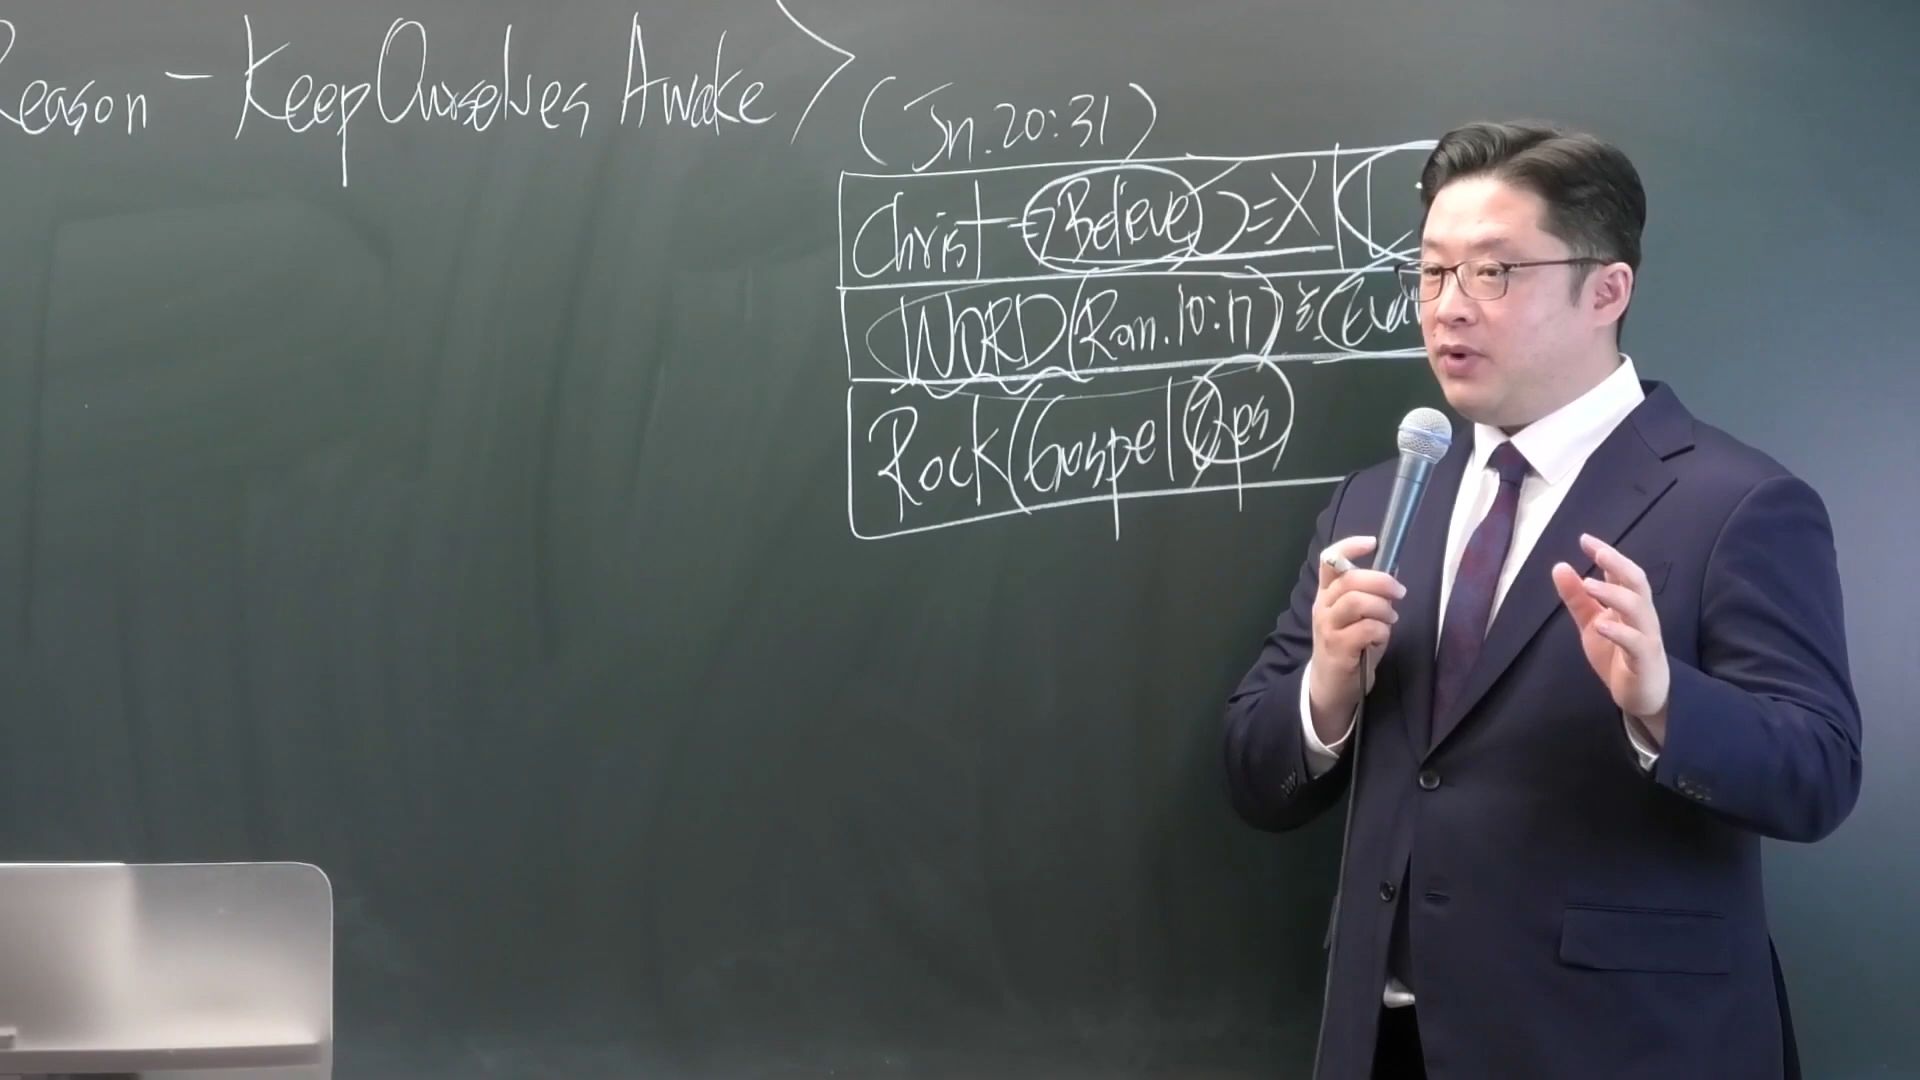 Reason - Keep Ourselves Awake>
(Jn.20:31)
Christ → Believe = X
WORD (Rom.10:17)
Rock (Gospel